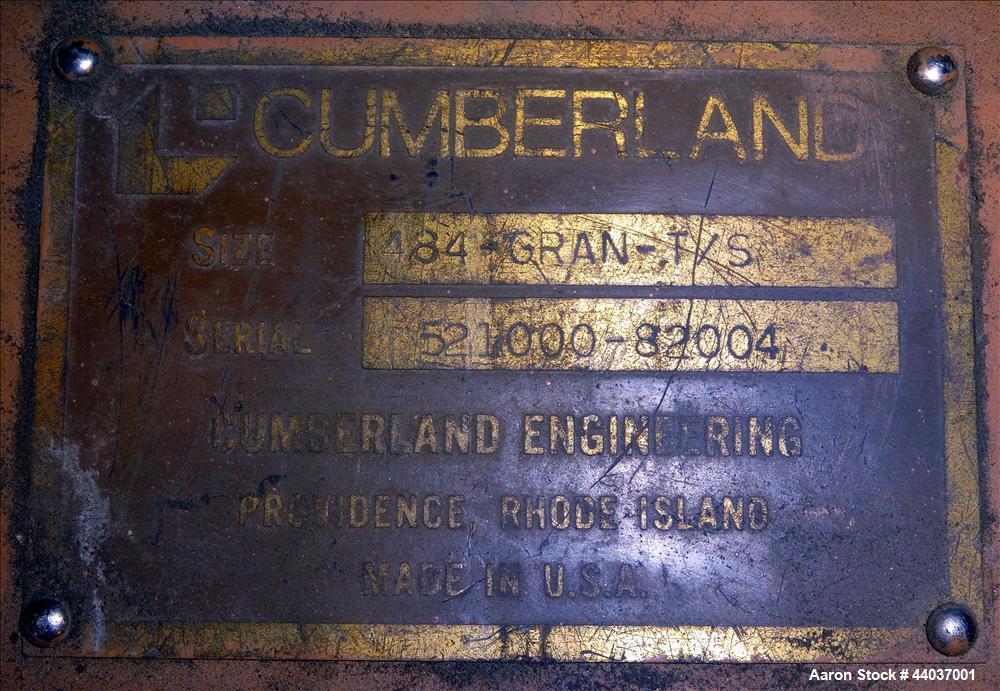 CUMBERLAND
SIZE 484-GRAN-T/S
SERIAL 521000-82004
CUMBERLAND ENGINEERING
PROVIDENCE, RHODE ISLAND
MADE IN U.S.A.
Aaron Stock # 44037001